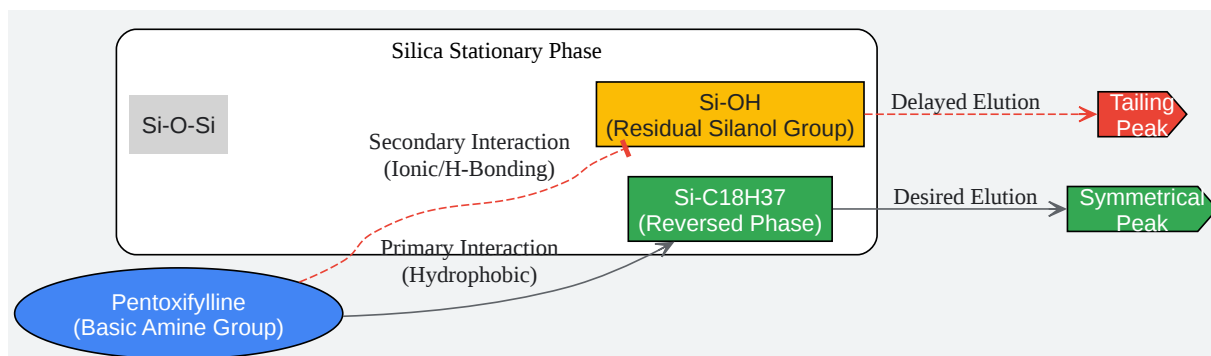 Silica Stationary Phase
Si-O-Si
Si-OH
(Residual Silanol Group)
Delayed Elution
Tailing
Peak
Secondary Interaction
(Ionic/H-Bonding)
Si-C18H37
(Reversed Phase)
Desired Elution
Symmetrical
Peak
Primary Interaction
(Hydrophobic)
Pentoxifylline
(Basic Amine Group)